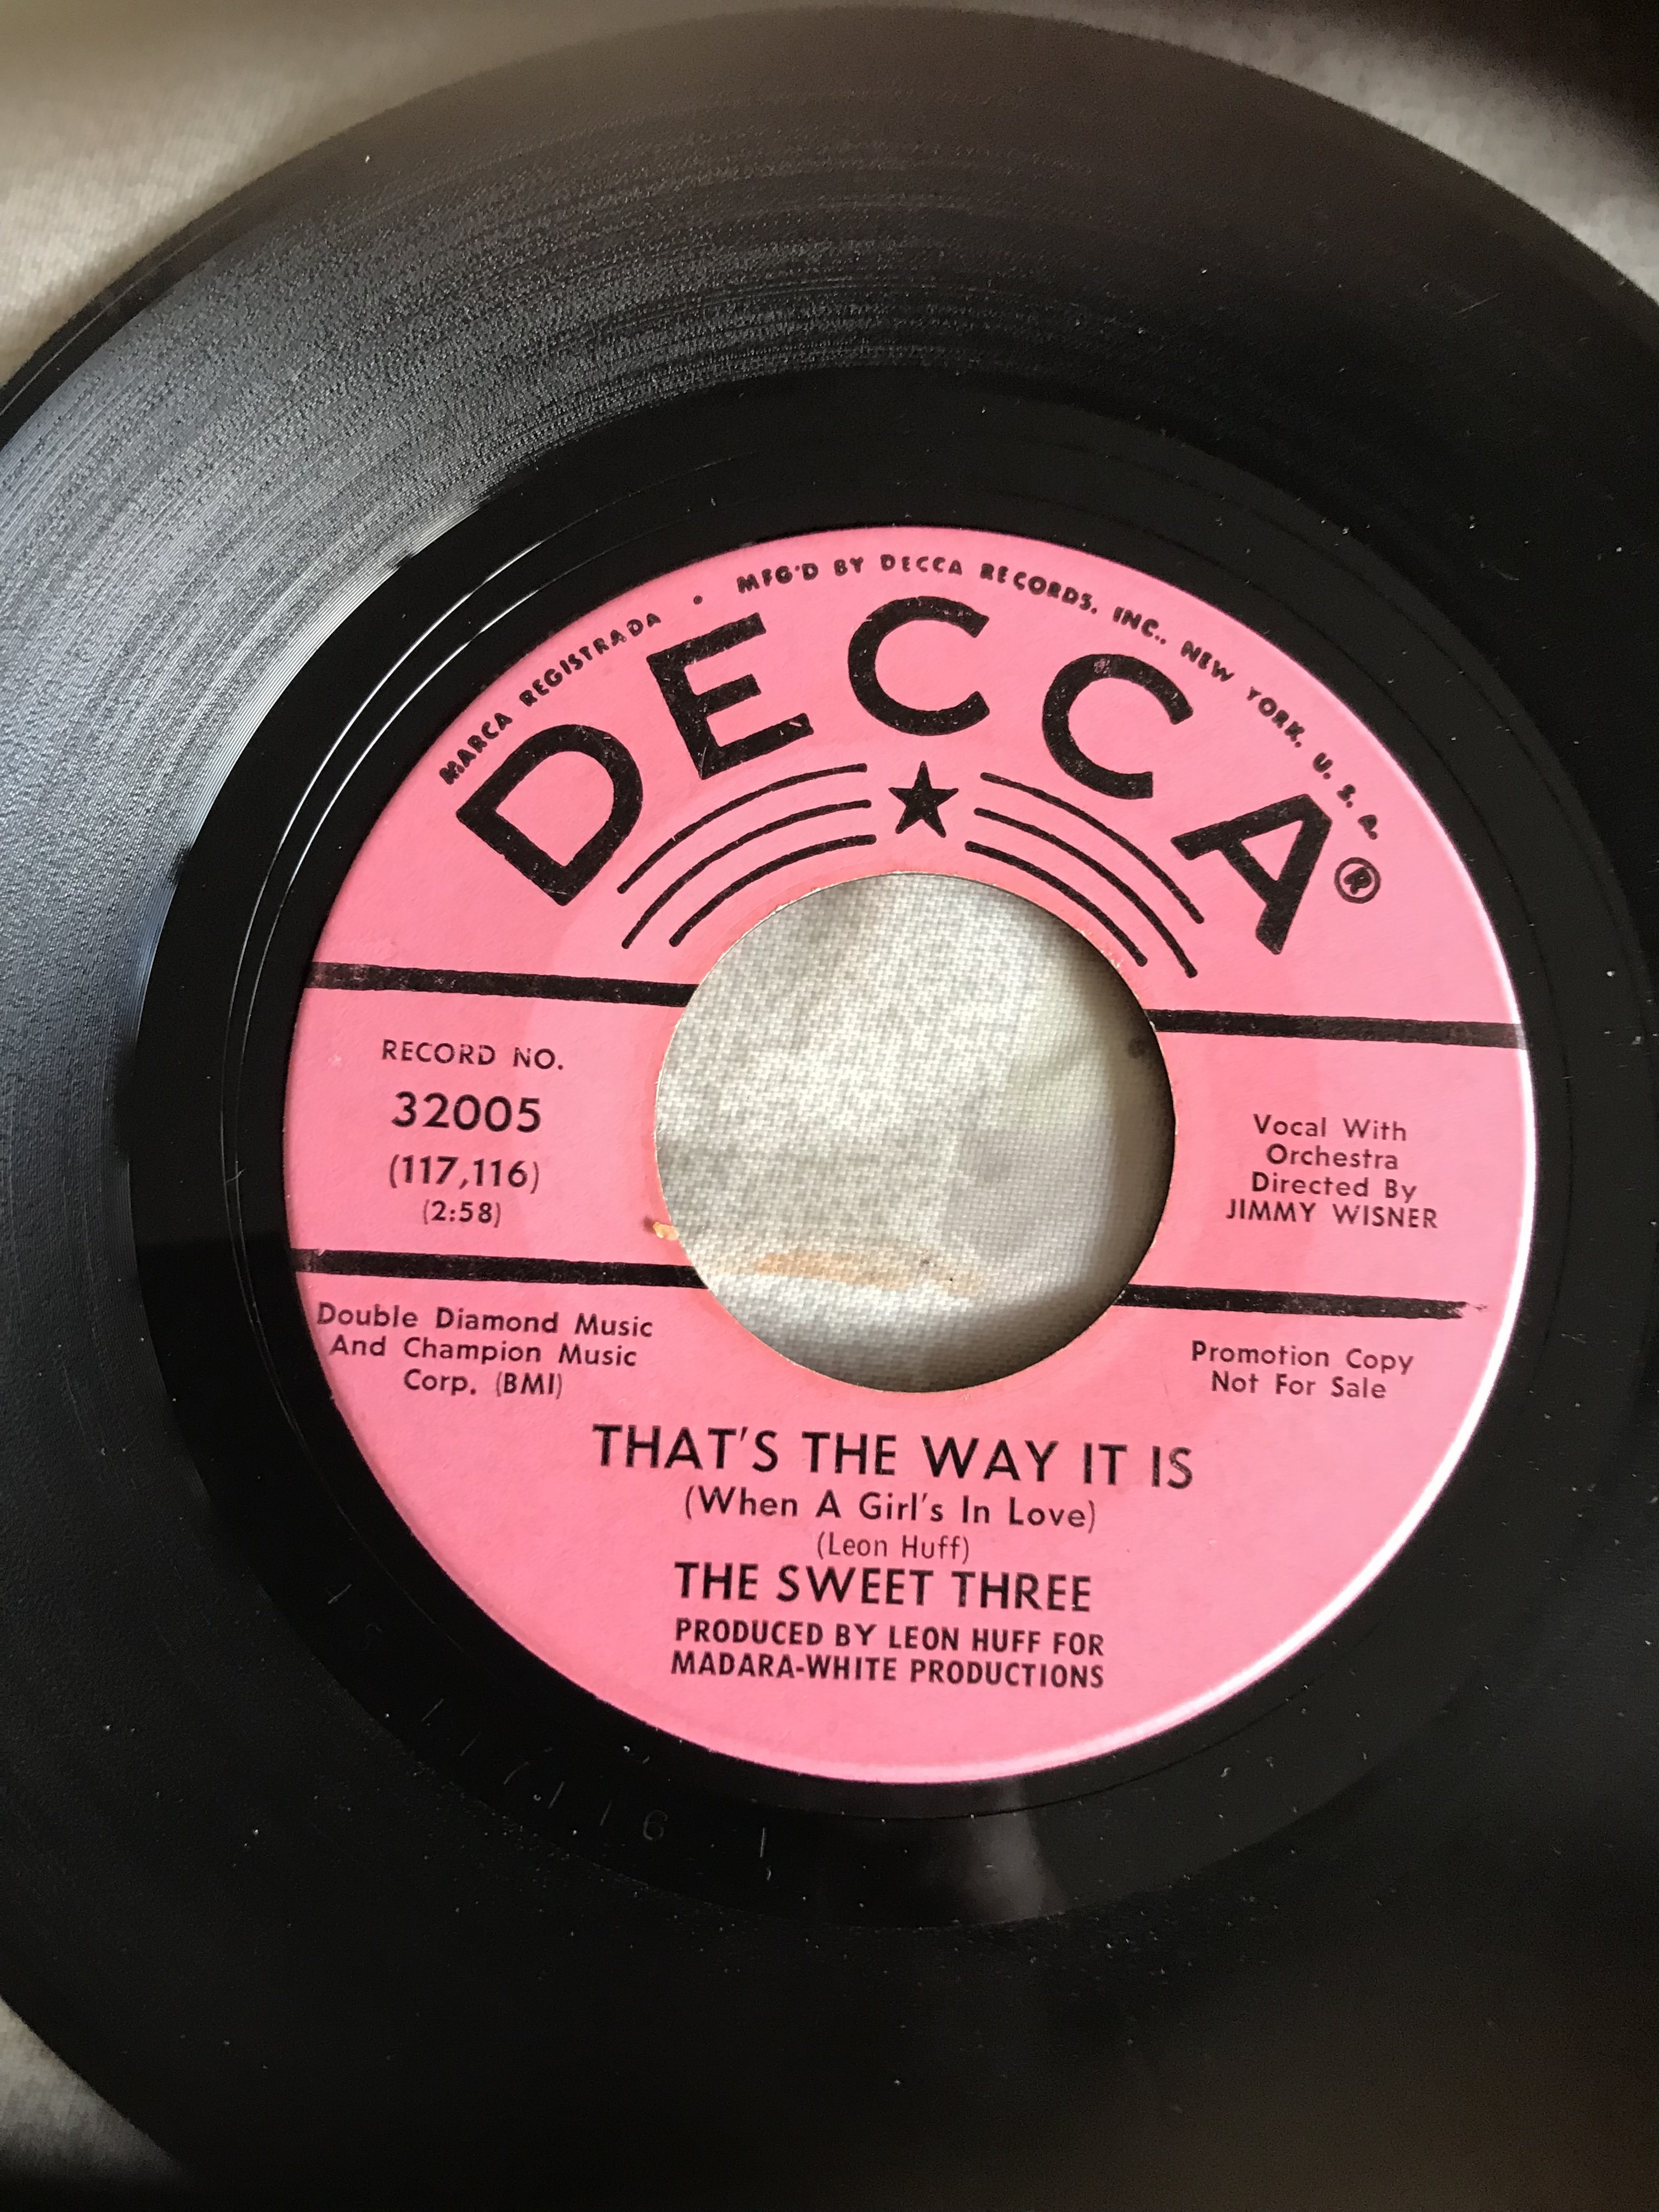 MARCA REGISTRADA • MFG'D BY DECCA RECORDS, INC., NEW YORK, U. S. A.
DECCA®
RECORD NO.
32005
(117,116)
(2:58)
Vocal With
Orchestra
Directed By
JIMMY WISNER
Double Diamond Music
And Champion Music
Corp. (BMI)
Promotion Copy
Not For Sale
THAT'S THE WAY IT IS
(When A Girl's In Love)
(Leon Huff)
THE SWEET THREE
PRODUCED BY LEON HUFF FOR
MADARA-WHITE PRODUCTIONS
117,116